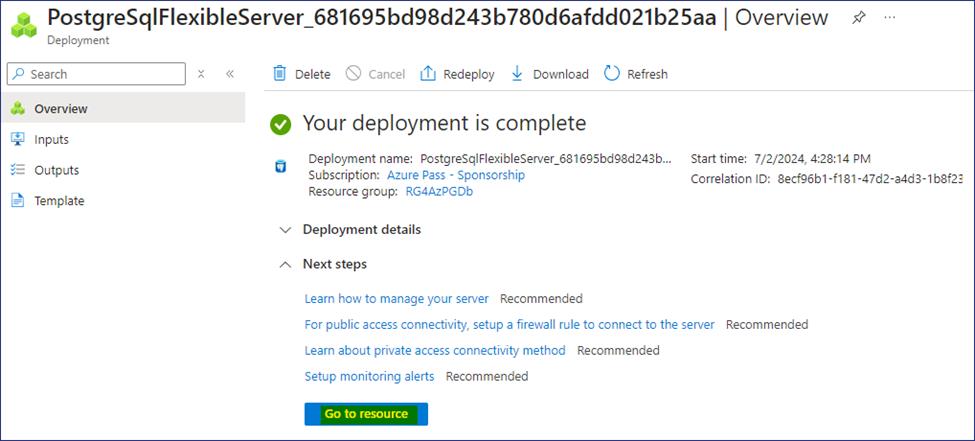 PostgreSqlFlexibleServer_681695bd98d243b780d6afdd021b25aa | Overview
Deployment
Search
Delete
Cancel
Redeploy
Download
Refresh
Overview
Inputs
Outputs
Template
Your deployment is complete
Deployment name: PostgreSqlFlexibleServer_681695bd98d243b...
Subscription: Azure Pass - Sponsorship
Resource group: RG4AzPGDb
Start time: 7/2/2024, 4:28:14 PM
Correlation ID: 8ecf96b1-f181-47d2-a4d3-1b8f23
Deployment details
Next steps
Learn how to manage your server Recommended
For public access connectivity, setup a firewall rule to connect to the server Recommended
Learn about private access connectivity method Recommended
Setup monitoring alerts Recommended
Go to resource